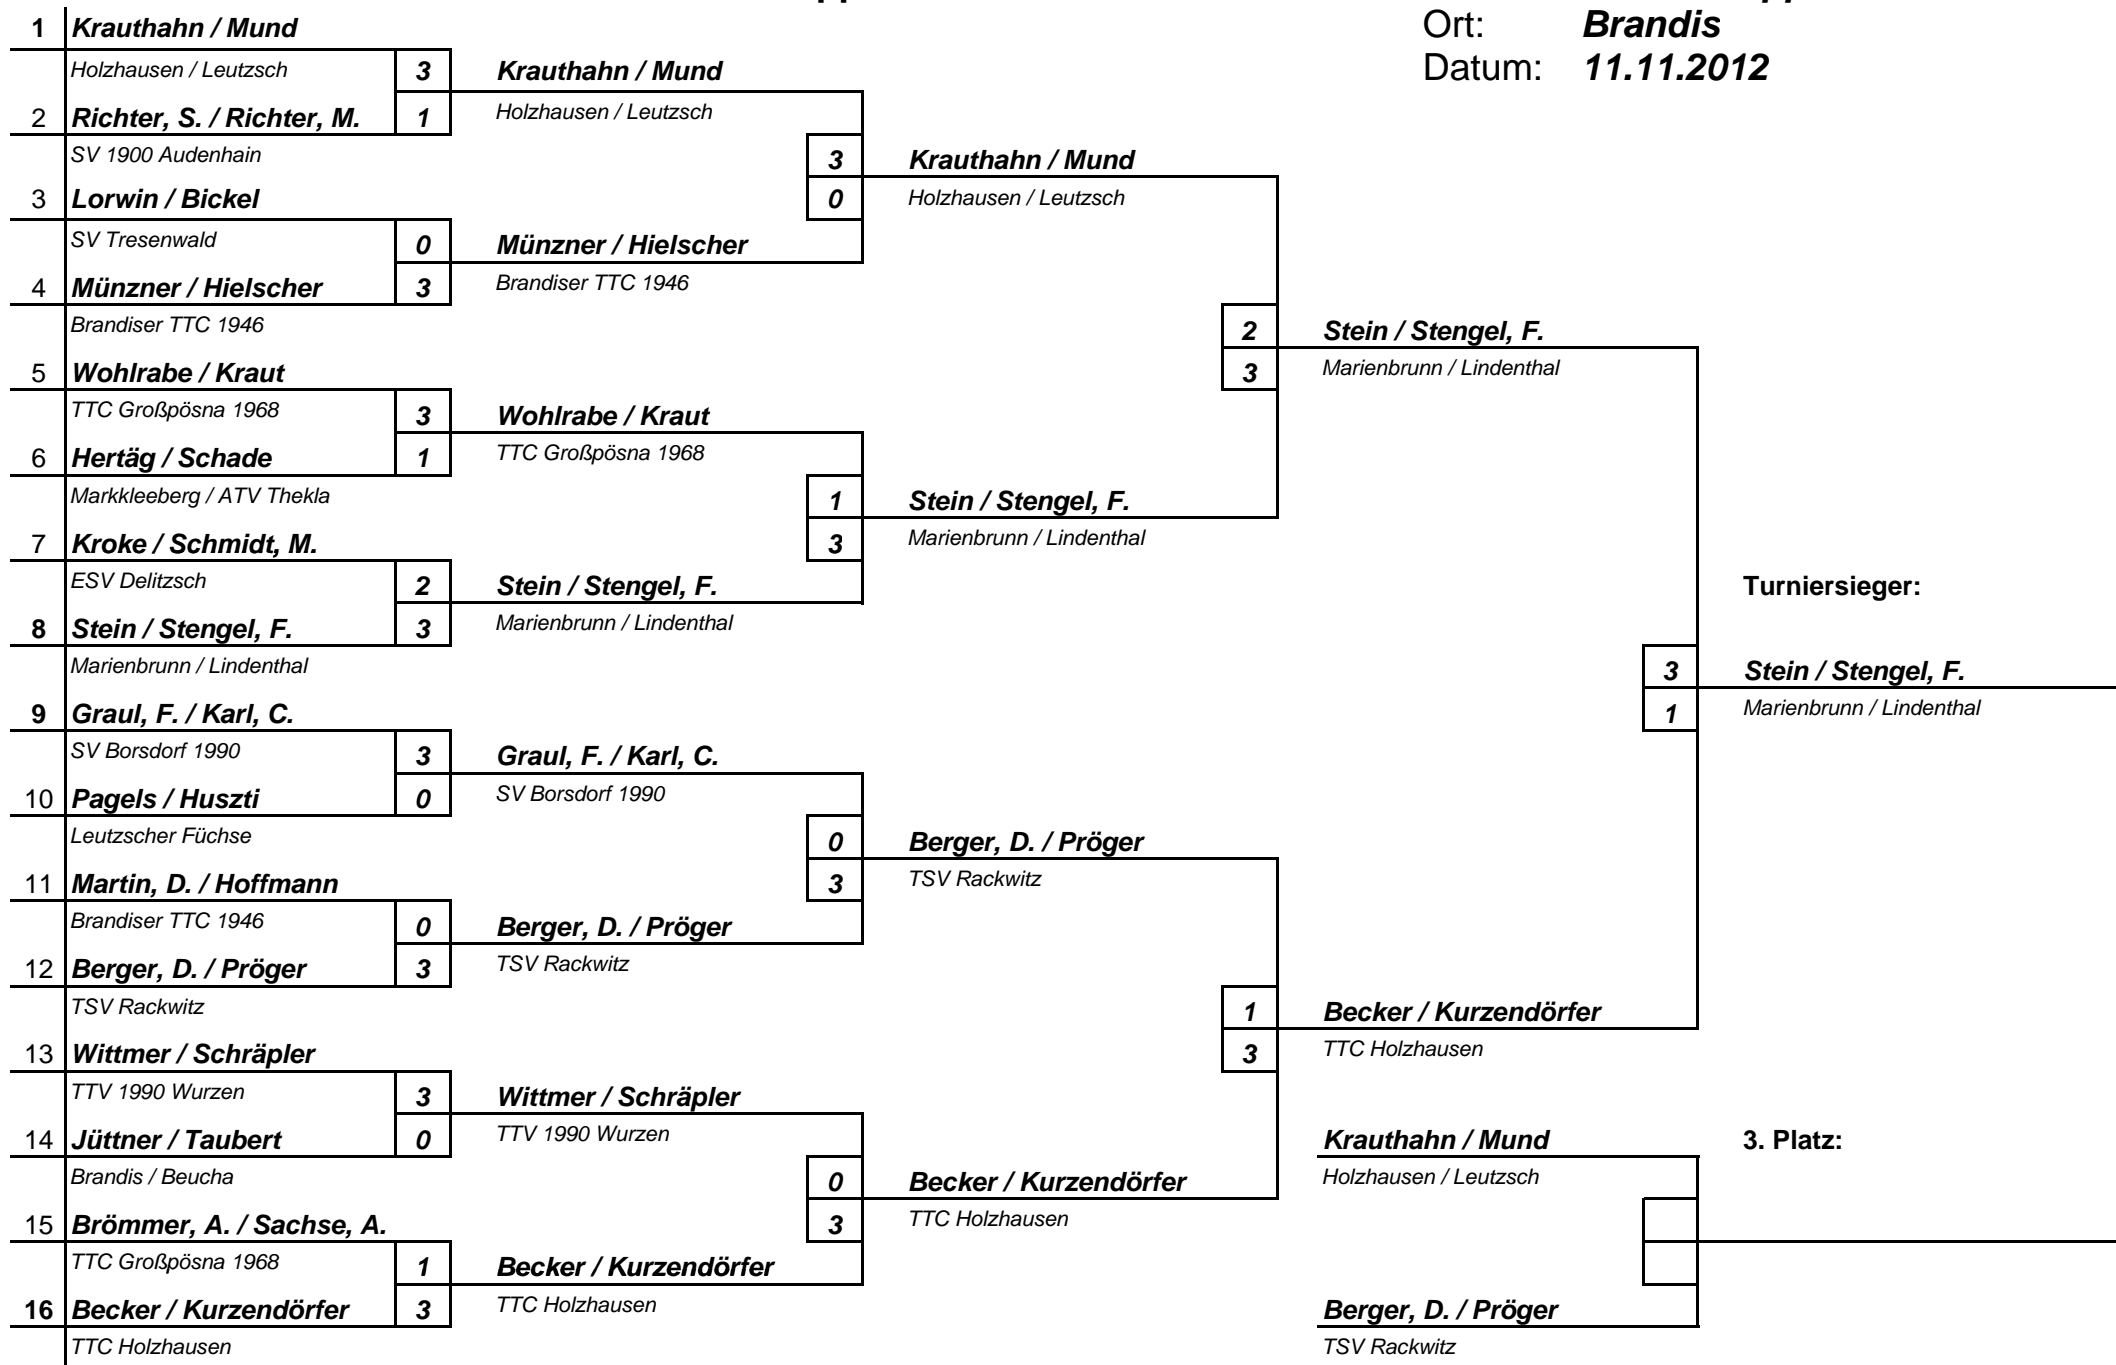 Ort: Brandis
Datum: 11.11.2012
1 Krauthahn / Mund
Holzhausen / Leutzsch 3
2 Richter, S. / Richter, M. 1
SV 1900 Audenhain
3 Lorwin / Bickel
SV Tresenwald 0
4 Münzner / Hielscher 3
Brandiser TTC 1946
5 Wohlrabe / Kraut
TTC Großpösna 1968 3
6 Hertäg / Schade 1
Markkleeberg / ATV Thekla
7 Kroke / Schmidt, M.
ESV Delitzsch 2
8 Stein / Stengel, F. 3
Marienbrunn / Lindenthal
9 Graul, F. / Karl, C.
SV Borsdorf 1990 3
10 Pagels / Huszti 0
Leutzscher Füchse
11 Martin, D. / Hoffmann
Brandiser TTC 1946 0
12 Berger, D. / Pröger 3
TSV Rackwitz
13 Wittmer / Schräpler
TTV 1990 Wurzen 3
14 Jüttner / Taubert 0
Brandis / Beucha
15 Brömmer, A. / Sachse, A.
TTC Großpösna 1968 1
16 Becker / Kurzendörfer 3
TTC Holzhausen
Krauthahn / Mund
Holzhausen / Leutzsch
3
0
Münzner / Hielscher
Brandiser TTC 1946
Wohlrabe / Kraut
TTC Großpösna 1968
1
3
Stein / Stengel, F.
Marienbrunn / Lindenthal
Graul, F. / Karl, C.
SV Borsdorf 1990
0
3
Berger, D. / Pröger
TSV Rackwitz
Wittmer / Schräpler
TTV 1990 Wurzen
0
3
Becker / Kurzendörfer
TTC Holzhausen
Krauthahn / Mund
Holzhausen / Leutzsch
2
3
Stein / Stengel, F.
Marienbrunn / Lindenthal
Berger, D. / Pröger
TSV Rackwitz
1
3
Becker / Kurzendörfer
TTC Holzhausen
Stein / Stengel, F.
Marienbrunn / Lindenthal
3
1
Becker / Kurzendörfer
TTC Holzhausen
Turniersieger:
Stein / Stengel, F.
Marienbrunn / Lindenthal
Krauthahn / Mund
Holzhausen / Leutzsch
3. Platz:
Berger, D. / Pröger
TSV Rackwitz